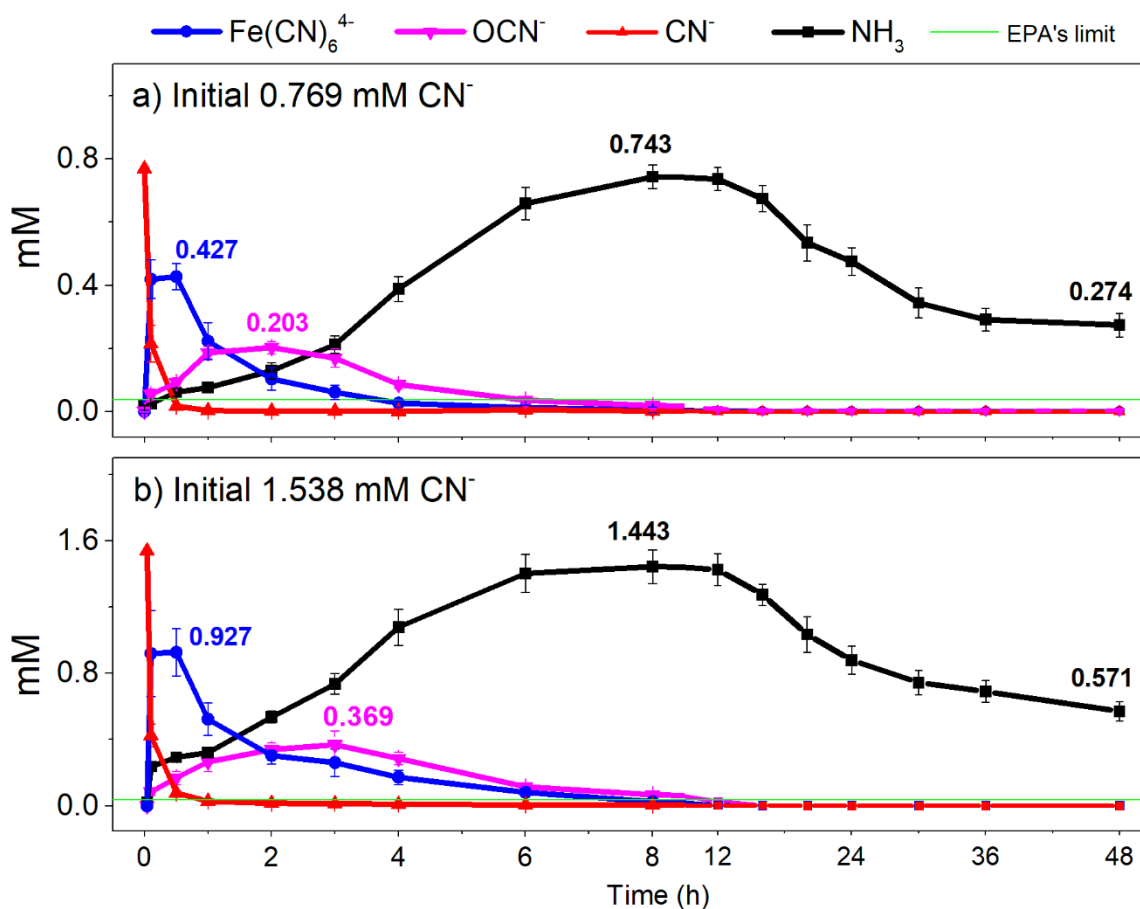 Fe(CN)₆⁴⁻ OCN⁻ CN⁻ NH₃ EPA's limit
a) Initial 0.769 mM CN⁻
0.8
0.4
0.0
mM
0.427
0.203
0.743
0.274
b) Initial 1.538 mM CN⁻
1.6
0.8
0.0
mM
0.927
0.369
1.443
0.571
0 2 4 6 8 12 24 36 48
Time (h)